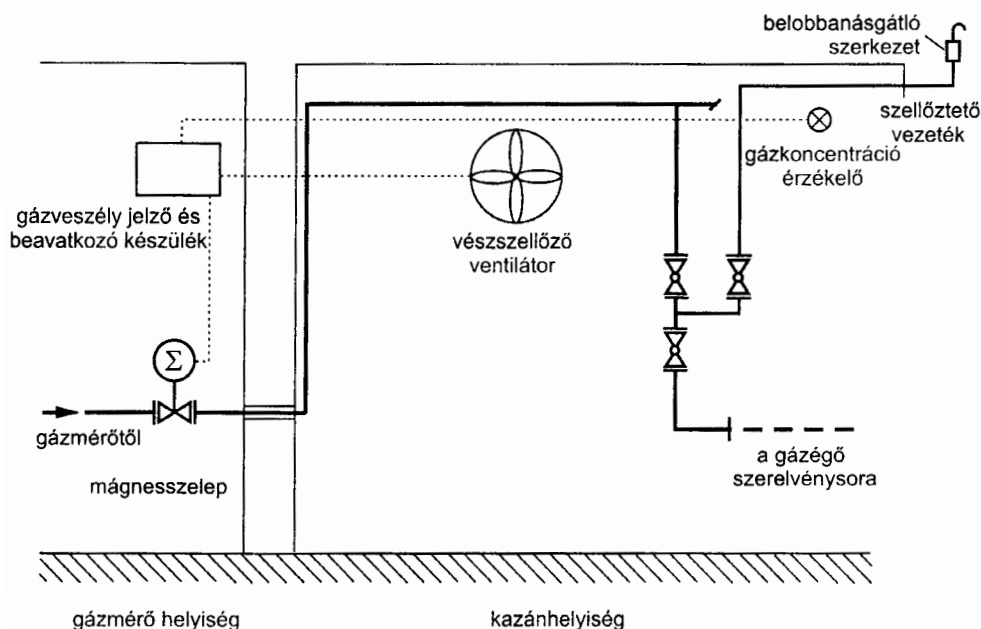 belobbanásgátló
szerkezet
szellőztető
vezeték
gázkoncentráció
érzékelő
gázveszély jelző és
beavatkozó készülék
vészszellőző
ventilátor
Σ
gázmérőtől
mágnesszelep
a gázégő
szerelvénysora
gázmérő helyiség
kazánhelyiség